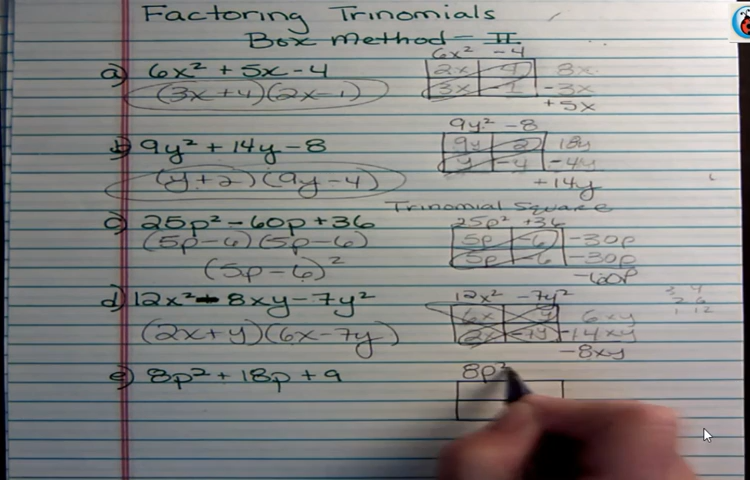 Factoring Trinomials
Box Method - II
6x² -4
a) 6x² + 5x - 4
2x 4 8x
(3x + 4)(2x - 1)
3x -1 -3x
+5x
9y² -8
b) 9y² + 14y - 8
9y 2 18y
(y + 2)(9y - 4)
y -4 -4y
+14y
Trinomial Square
c) 25p² - 60p + 36
25p² +36
(5p - 6)(5p - 6)
5p -6 -30p
5p -6 -30p
(5p - 6)²
-60p
d) 12x² - 8xy - 7y²
12x² -7y²
3 4
2 6
1 12
6x y 6xy
(2x + y)(6x - 7y)
2x -7y -14xy
-8xy
e) 8p² + 18p + 9
8p²